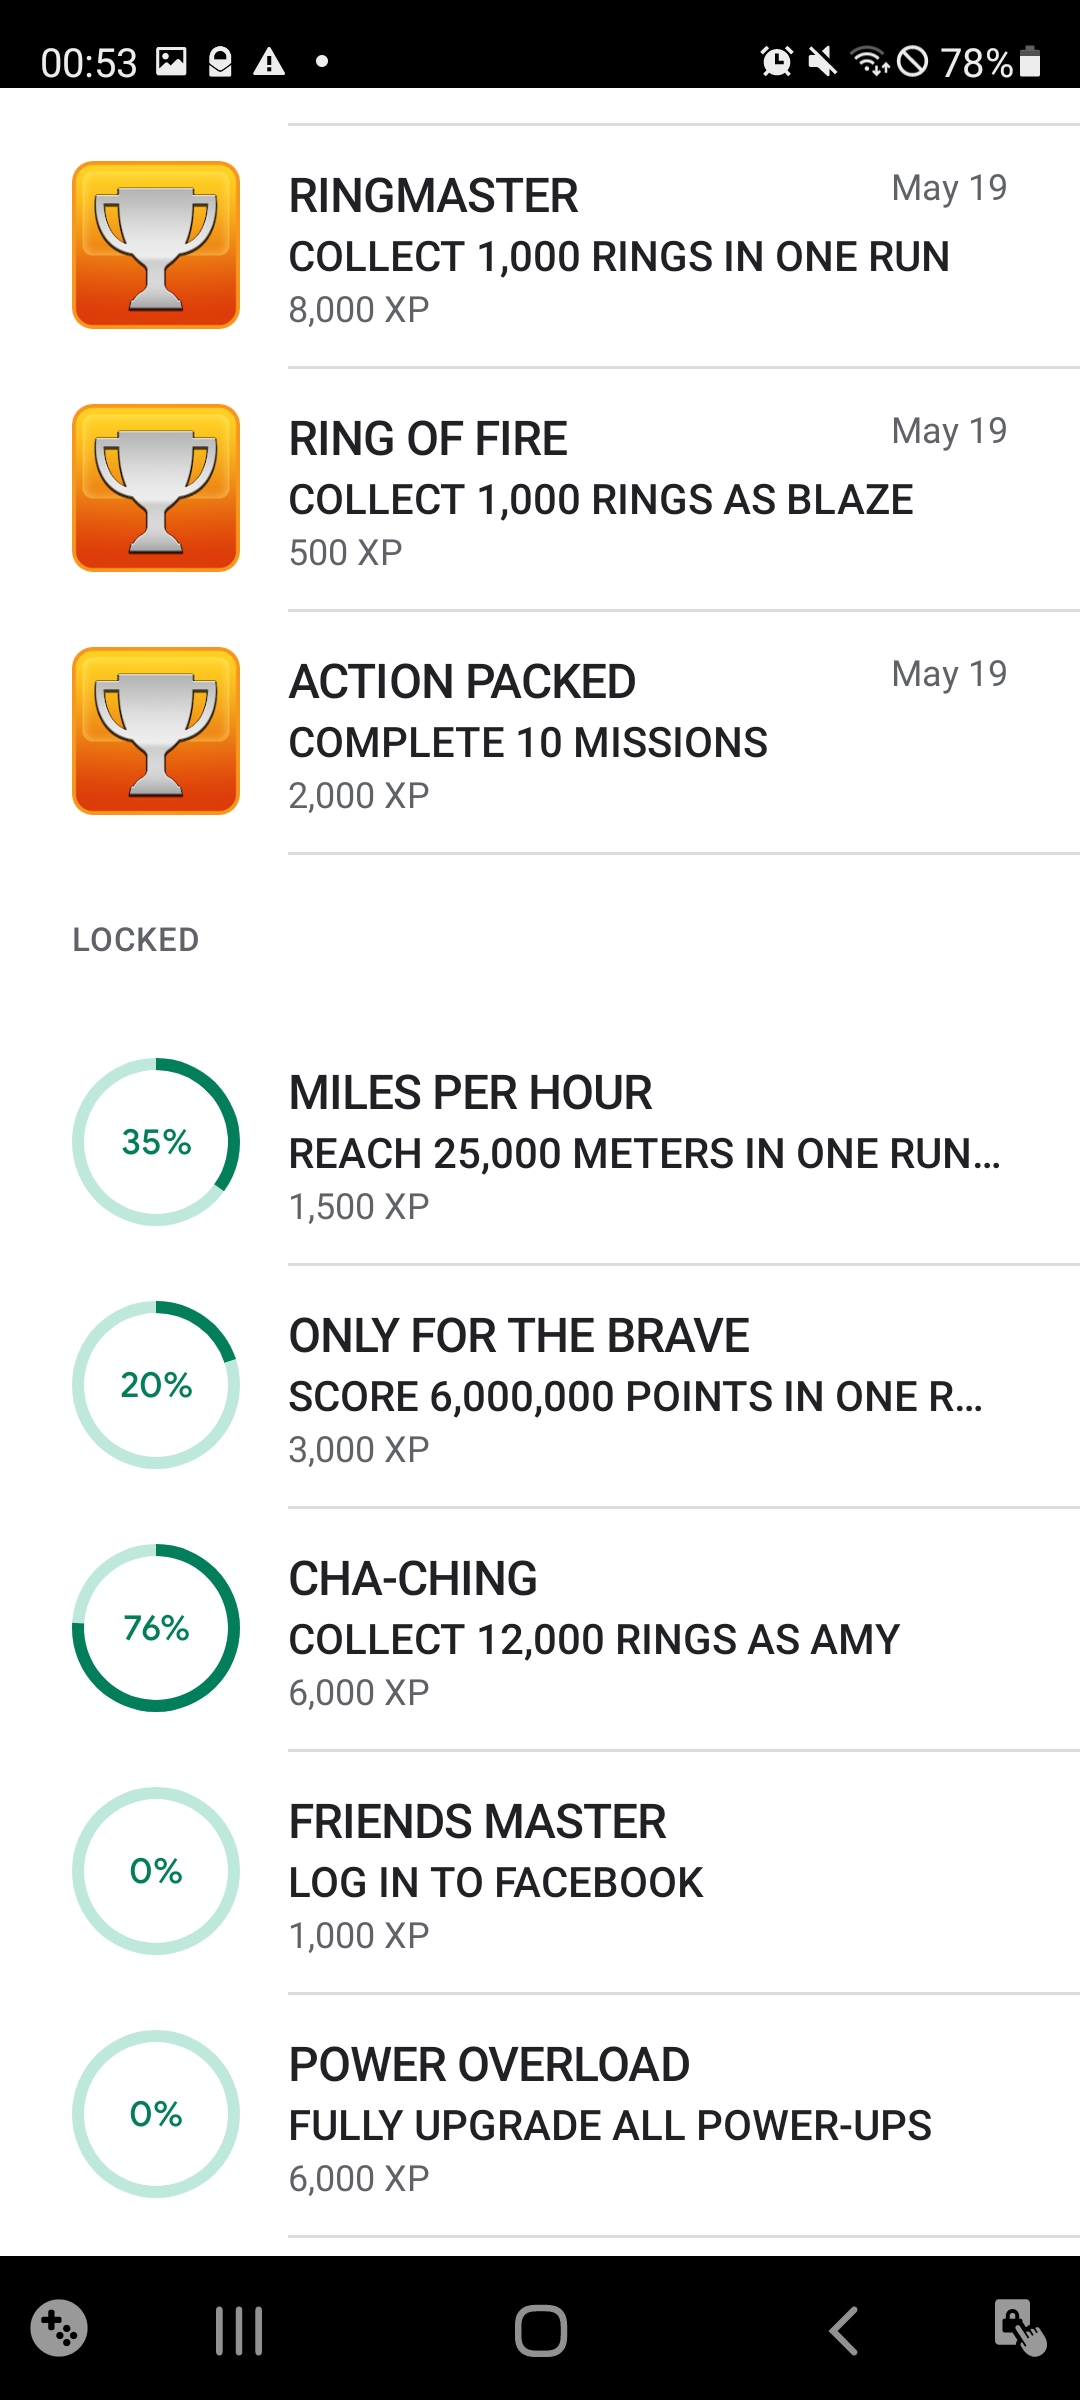 00:53
78%
RINGMASTER
May 19
COLLECT 1,000 RINGS IN ONE RUN
8,000 XP
RING OF FIRE
May 19
COLLECT 1,000 RINGS AS BLAZE
500 XP
ACTION PACKED
May 19
COMPLETE 10 MISSIONS
2,000 XP
LOCKED
35%
MILES PER HOUR
REACH 25,000 METERS IN ONE RUN...
1,500 XP
20%
ONLY FOR THE BRAVE
SCORE 6,000,000 POINTS IN ONE R...
3,000 XP
76%
CHA-CHING
COLLECT 12,000 RINGS AS AMY
6,000 XP
0%
FRIENDS MASTER
LOG IN TO FACEBOOK
1,000 XP
0%
POWER OVERLOAD
FULLY UPGRADE ALL POWER-UPS
6,000 XP